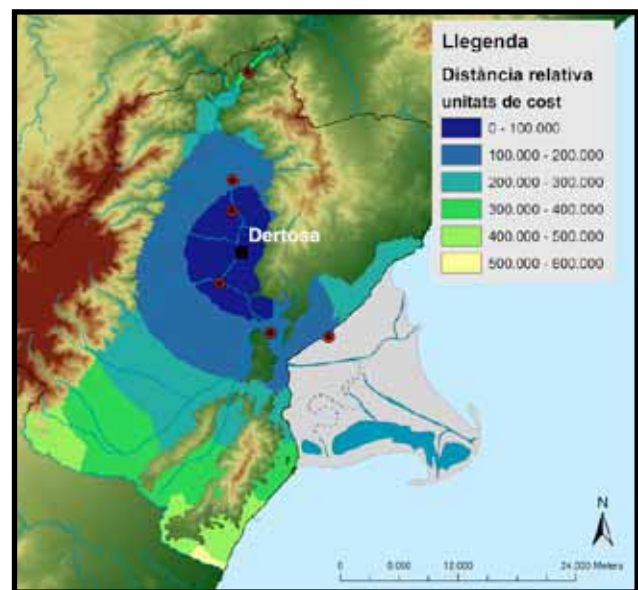 Llegenda
Distància relativa
unitats de cost
0 - 100.000
100.000 - 200.000
200.000 - 300.000
300.000 - 400.000
400.000 - 500.000
500.000 - 600.000
Dertosa
N
0 6.000 12.000 24.000 Meters